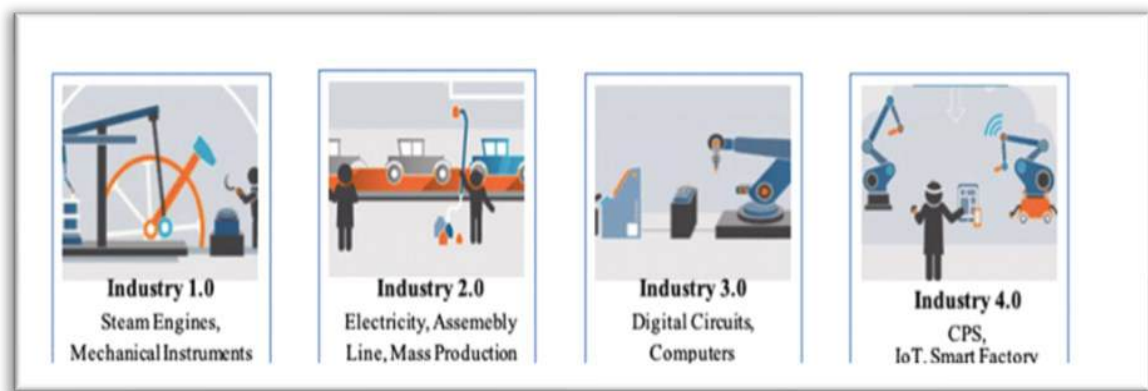 Industry 1.0
Steam Engines,
Mechanical Instruments
Industry 2.0
Electricity, Assemebly
Line, Mass Production
Industry 3.0
Digital Circuits,
Computers
Industry 4.0
CPS,
IoT, Smart Factory